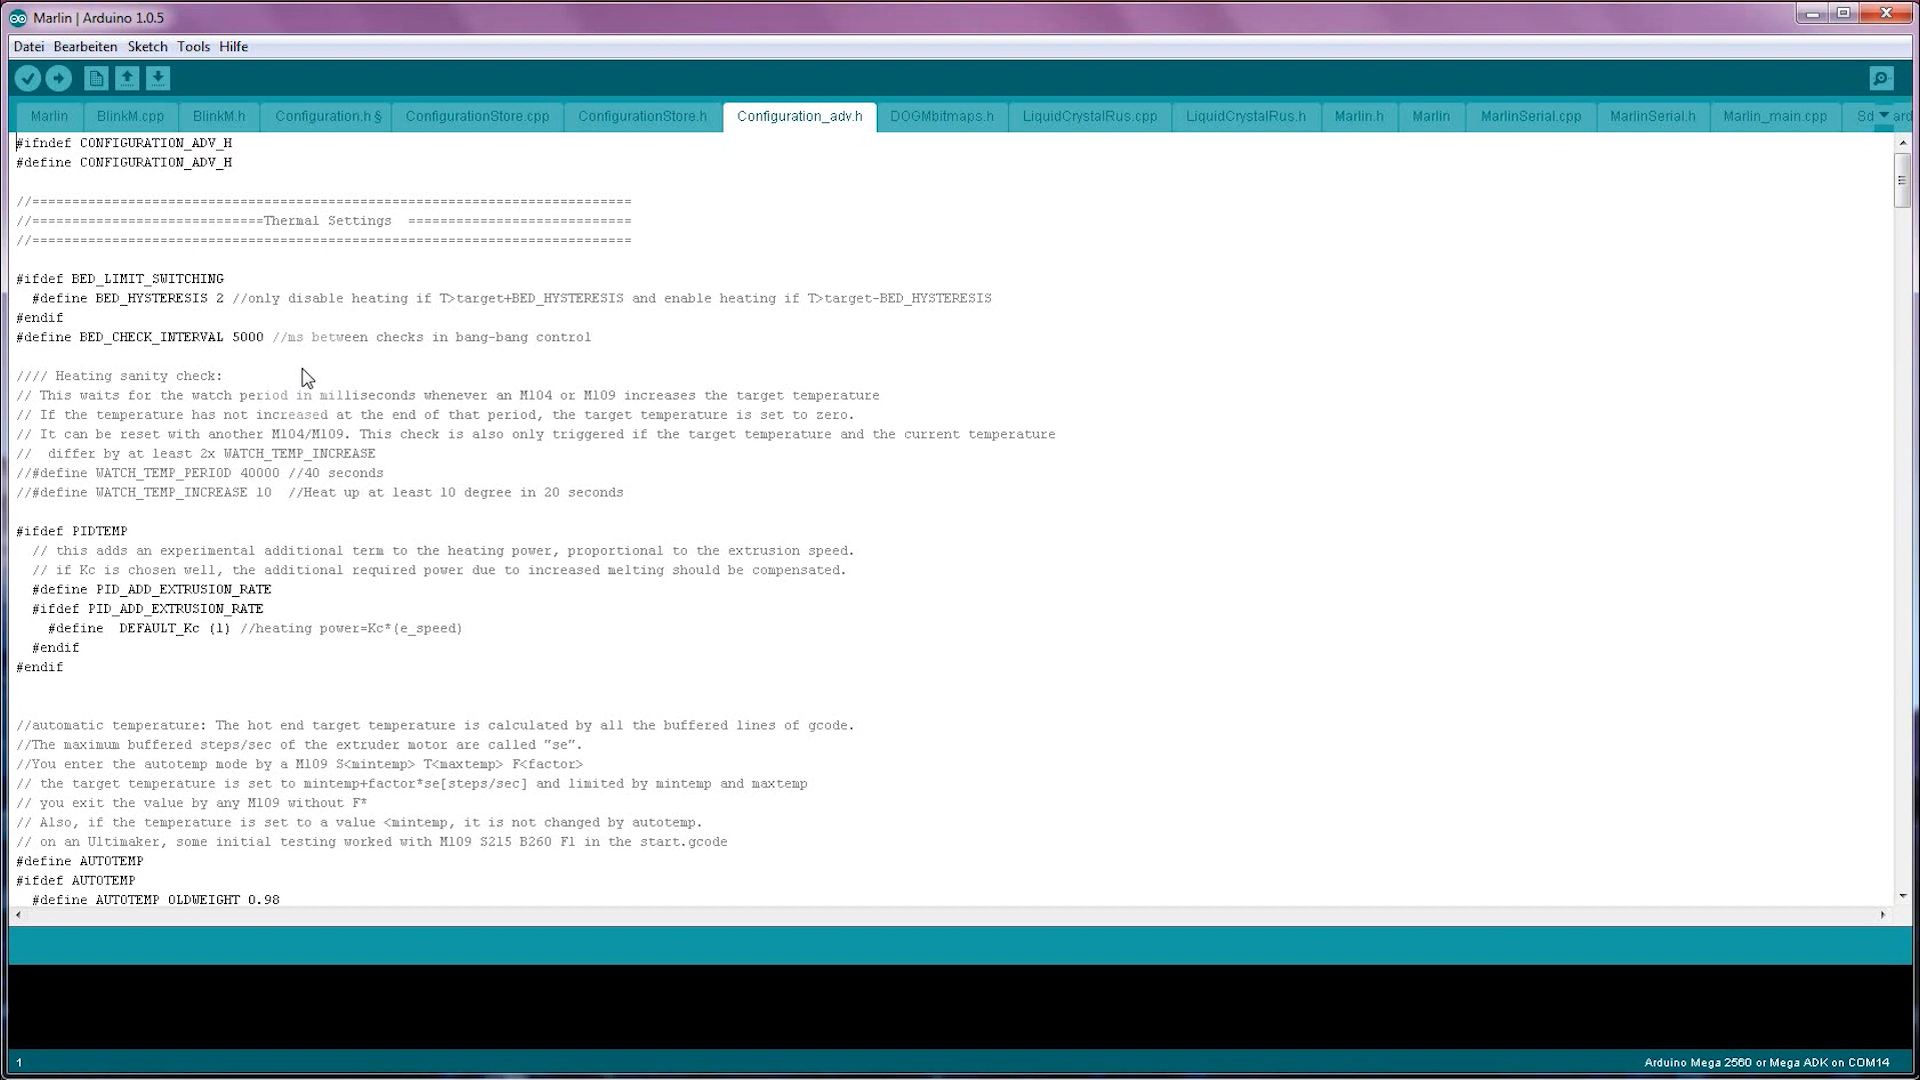 Marlin | Arduino 1.0.5
Datei Bearbeiten Sketch Tools Hilfe
Marlin BlinkM.cpp BlinkM.h Configuration.h § ConfigurationStore.cpp ConfigurationStore.h Configuration_adv.h DOGMbitmaps.h LiquidCrystalRus.cpp LiquidCrystalRus.h Marlin.h Marlin MarlinSerial.cpp MarlinSerial.h Marlin_main.cpp
#ifndef CONFIGURATION_ADV_H
#define CONFIGURATION_ADV_H
//===========================================================================
//=============================Thermal Settings  ============================
//===========================================================================
#ifdef BED_LIMIT_SWITCHING
  #define BED_HYSTERESIS 2 //only disable heating if T>target+BED_HYSTERESIS and enable heating if T>target-BED_HYSTERESIS
#endif
#define BED_CHECK_INTERVAL 5000 //ms between checks in bang-bang control
//// Heating sanity check:
// This waits for the watch period in milliseconds whenever an M104 or M109 increases the target temperature
// If the temperature has not increased at the end of that period, the target temperature is set to zero.
// It can be reset with another M104/M109. This check is also only triggered if the target temperature and the current temperature
//  differ by at least 2x WATCH_TEMP_INCREASE
//#define WATCH_TEMP_PERIOD 40000 //40 seconds
//#define WATCH_TEMP_INCREASE 10  //Heat up at least 10 degree in 20 seconds
#ifdef PIDTEMP
  // this adds an experimental additional term to the heating power, proportional to the extrusion speed.
  // if Kc is chosen well, the additional required power due to increased melting should be compensated.
  #define PID_ADD_EXTRUSION_RATE
  #ifdef PID_ADD_EXTRUSION_RATE
    #define  DEFAULT_Kc (1) //heating power=Kc*(e_speed)
  #endif
#endif
//automatic temperature: The hot end target temperature is calculated by all the buffered lines of gcode.
//The maximum buffered steps/sec of the extruder motor are called "se".
//You enter the autotemp mode by a M109 S<mintemp> T<maxtemp> F<factor>
// the target temperature is set to mintemp+factor*se[steps/sec] and limited by mintemp and maxtemp
// you exit the value by any M109 without F*
// Also, if the temperature is set to a value <mintemp, it is not changed by autotemp.
// on an Ultimaker, some initial testing worked with M109 S215 B260 F1 in the start.gcode
#define AUTOTEMP
#ifdef AUTOTEMP
  #define AUTOTEMP_OLDWEIGHT 0.98
1
Arduino Mega 2560 or Mega ADK on COM14